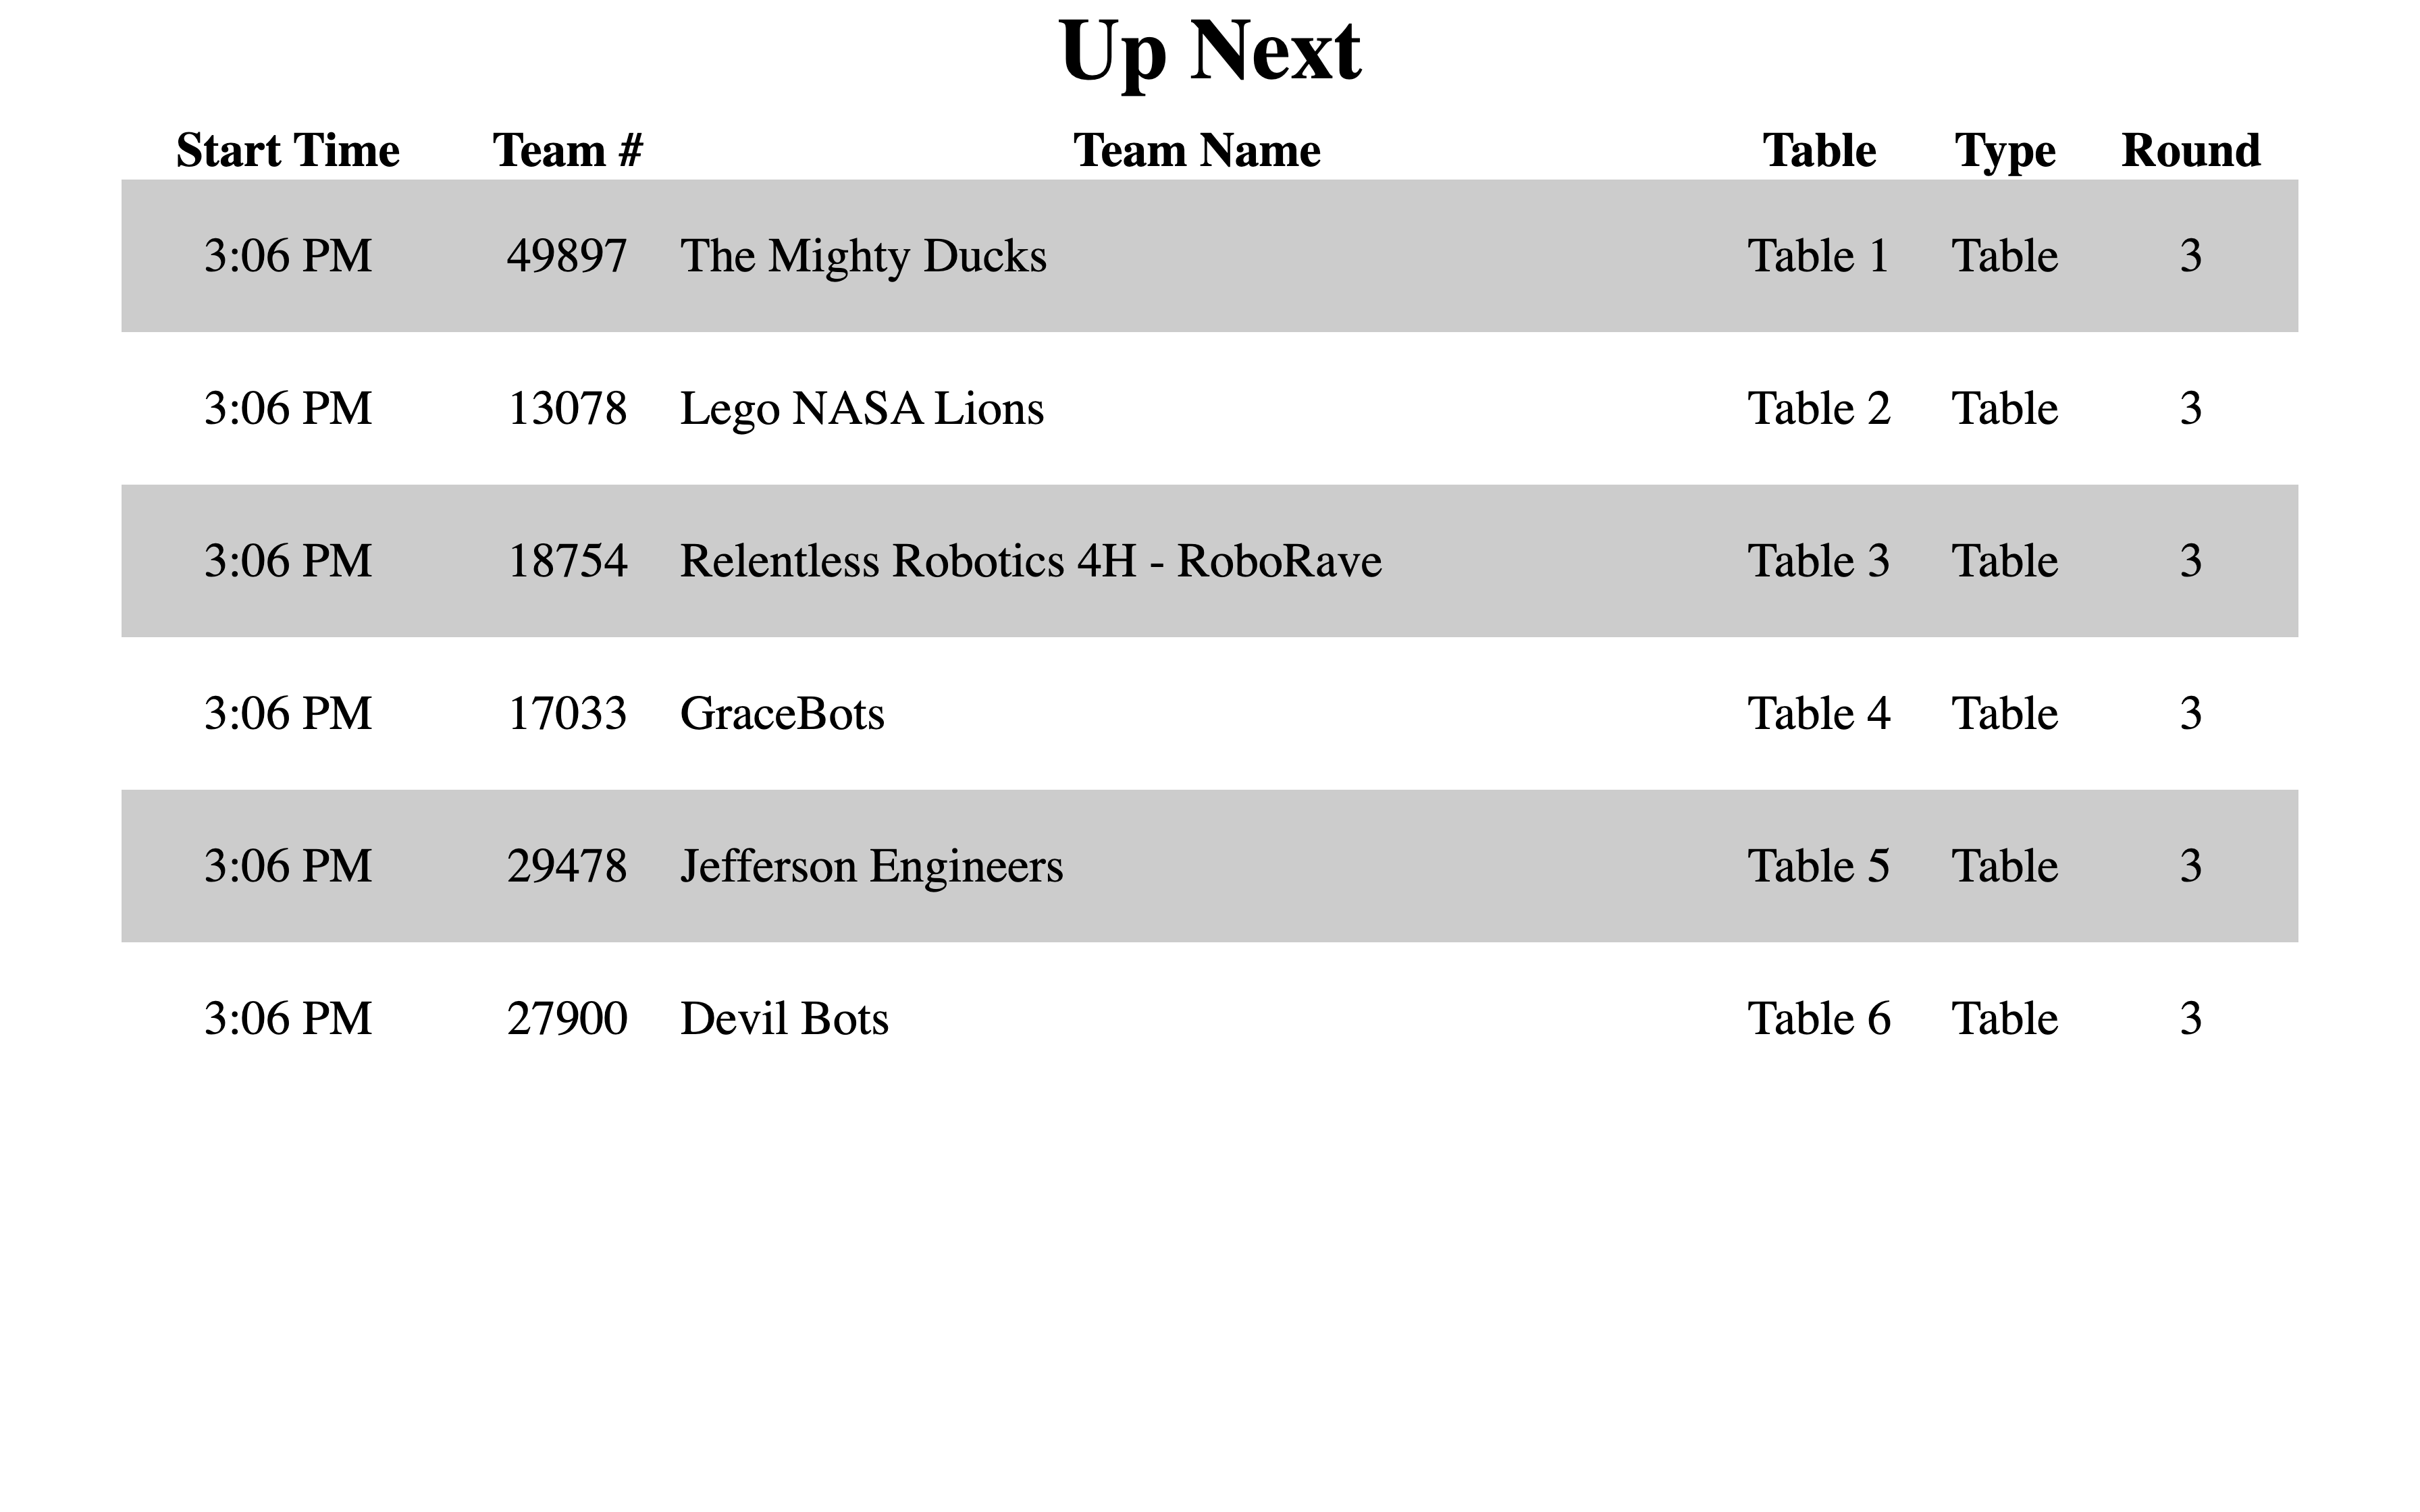 Up Next
Start Time Team # Team Name Table Type Round
3:06 PM 49897 The Mighty Ducks Table 1 Table 3
3:06 PM 13078 Lego NASA Lions Table 2 Table 3
3:06 PM 18754 Relentless Robotics 4H - RoboRave Table 3 Table 3
3:06 PM 17033 GraceBots Table 4 Table 3
3:06 PM 29478 Jefferson Engineers Table 5 Table 3
3:06 PM 27900 Devil Bots Table 6 Table 3